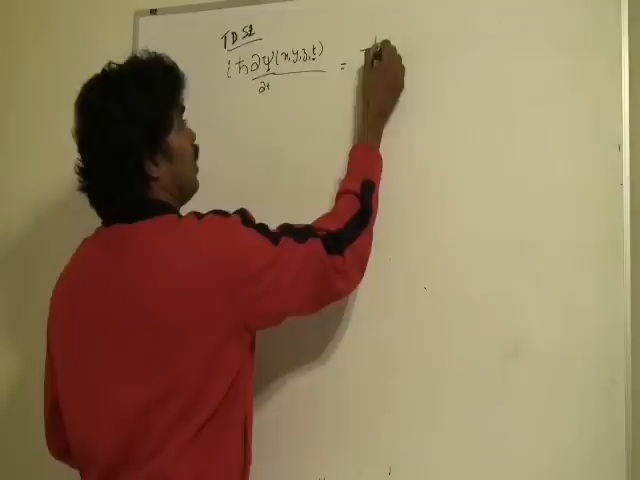 TDSE
iħ ∂Ψ(x,y,z,t) =
∂t